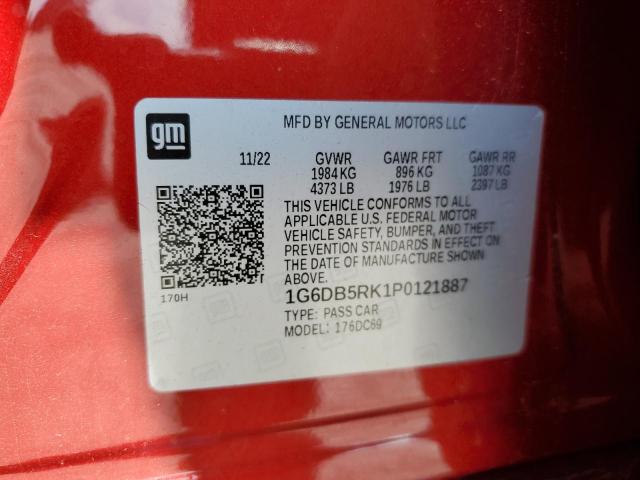 gm
MFD BY GENERAL MOTORS LLC
11/22 GVWR GAWR FRT GAWR RR
1984 KG 896 KG 1087 KG
4373 LB 1976 LB 2397 LB
THIS VEHICLE CONFORMS TO ALL
APPLICABLE U.S. FEDERAL MOTOR
VEHICLE SAFETY, BUMPER, AND THEFT
PREVENTION STANDARDS IN EFFECT ON
THE DATE OF MANUFACTURE SHOWN
ABOVE.
170H
1G6DB5RK1P0121887
TYPE: PASS CAR
MODEL: 176DC69